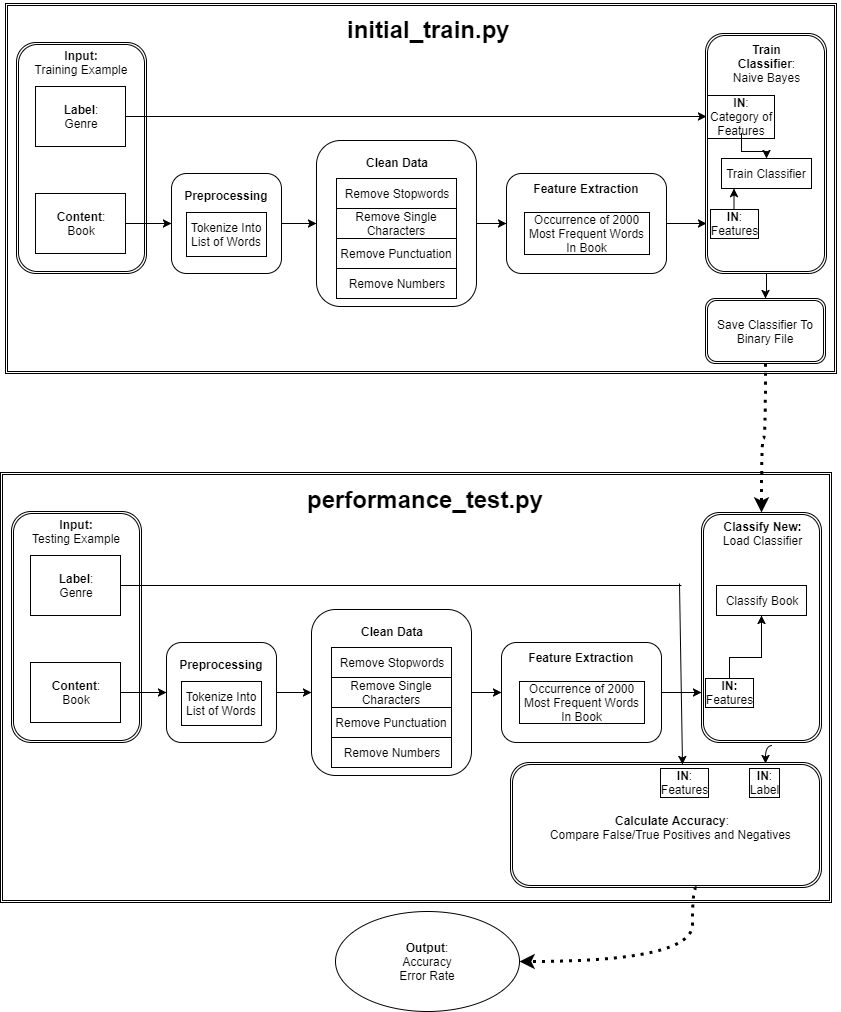 initial_train.py
Input:
Training Example
Label:
Genre
Content:
Book
Preprocessing
Tokenize Into
List of Words
Clean Data
Remove Stopwords
Remove Single
Characters
Remove Punctuation
Remove Numbers
Feature Extraction
Occurrence of 2000
Most Frequent Words
In Book
Train
Classifier:
Naive Bayes
IN:
Category of
Features
Train Classifier
IN:
Features
Save Classifier To
Binary File
performance_test.py
Input:
Testing Example
Label:
Genre
Content:
Book
Preprocessing
Tokenize Into
List of Words
Clean Data
Remove Stopwords
Remove Single
Characters
Remove Punctuation
Remove Numbers
Feature Extraction
Occurrence of 2000
Most Frequent Words
In Book
Classify New:
Load Classifier
Classify Book
IN:
Features
IN:
Features
IN:
Label
Calculate Accuracy:
Compare False/True Positives and Negatives
Output:
Accuracy
Error Rate